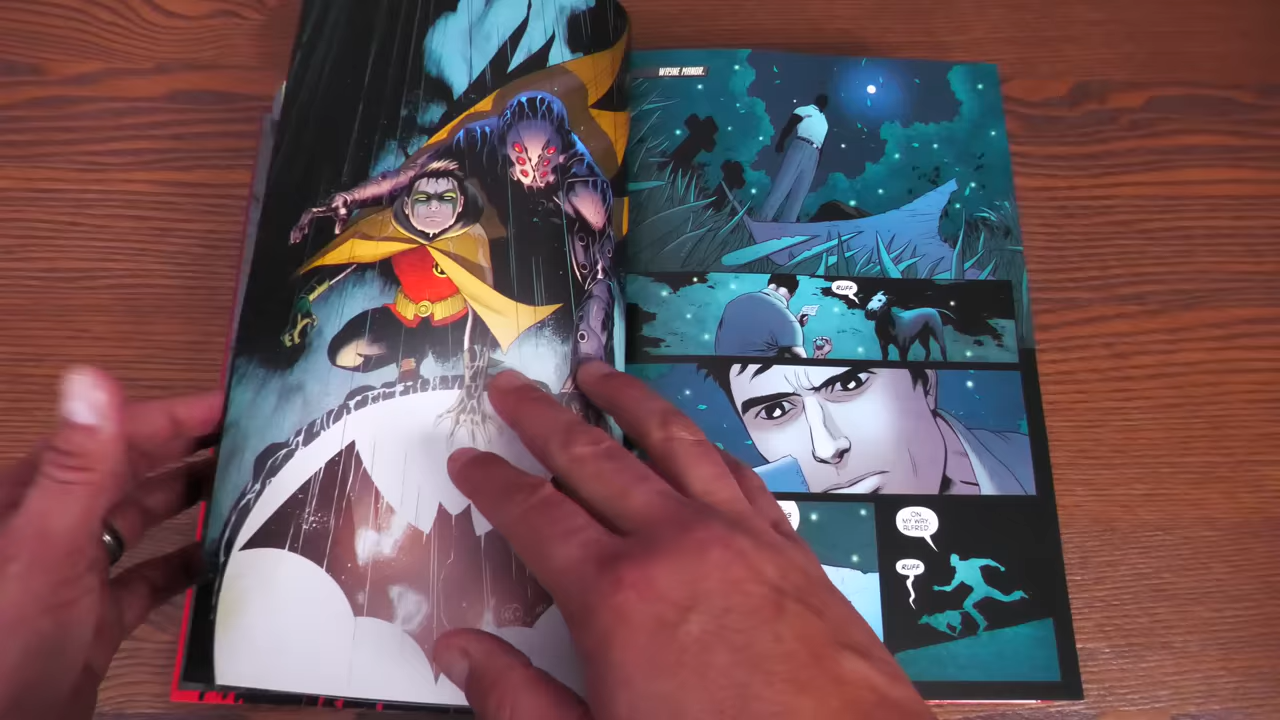 WAYNE MANOR.
RUFF
ON
MY WAY,
ALFRED.
RUFF